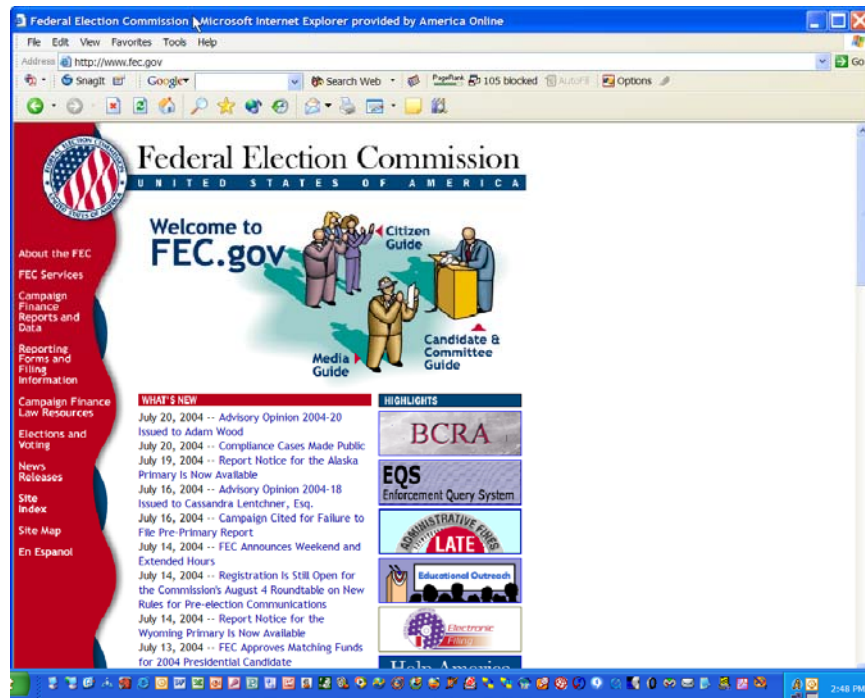 Federal Election Commission - Microsoft Internet Explorer provided by America Online
File Edit View Favorites Tools Help
Address http://www.fec.gov Go
SnagIt Google Search Web PageRank 105 blocked AutoFill Options
FEDERAL ELECTION COMMISSION
UNITED STATES OF AMERICA
Federal Election Commission
UNITED STATES OF AMERICA
Welcome to
FEC.gov
Citizen
Guide
Candidate &
Committee
Guide
Media
Guide
About the FEC
FEC Services
Campaign
Finance
Reports and
Data
Reporting
Forms and
Filing
Information
Campaign Finance
Law Resources
Elections and
Voting
News
Releases
Site
Index
Site Map
En Espanol
WHAT'S NEW
July 20, 2004 -- Advisory Opinion 2004-20
Issued to Adam Wood
July 20, 2004 -- Compliance Cases Made Public
July 19, 2004 -- Report Notice for the Alaska
Primary Is Now Available
July 16, 2004 -- Advisory Opinion 2004-18
Issued to Cassandra Lentchner, Esq.
July 16, 2004 -- Campaign Cited for Failure to
File Pre-Primary Report
July 14, 2004 -- FEC Announces Weekend and
Extended Hours
July 14, 2004 -- Registration Is Still Open for
the Commission's August 4 Roundtable on New
Rules for Pre-election Communications
July 14, 2004 -- Report Notice for the
Wyoming Primary Is Now Available
July 13, 2004 -- FEC Approves Matching Funds
for 2004 Presidential Candidate
HIGHLIGHTS
BCRA
EQS
Enforcement Query System
ADMINISTRATIVE FINES
LATE
Educational Outreach
Electronic
Filing
Help America
2:48 PM